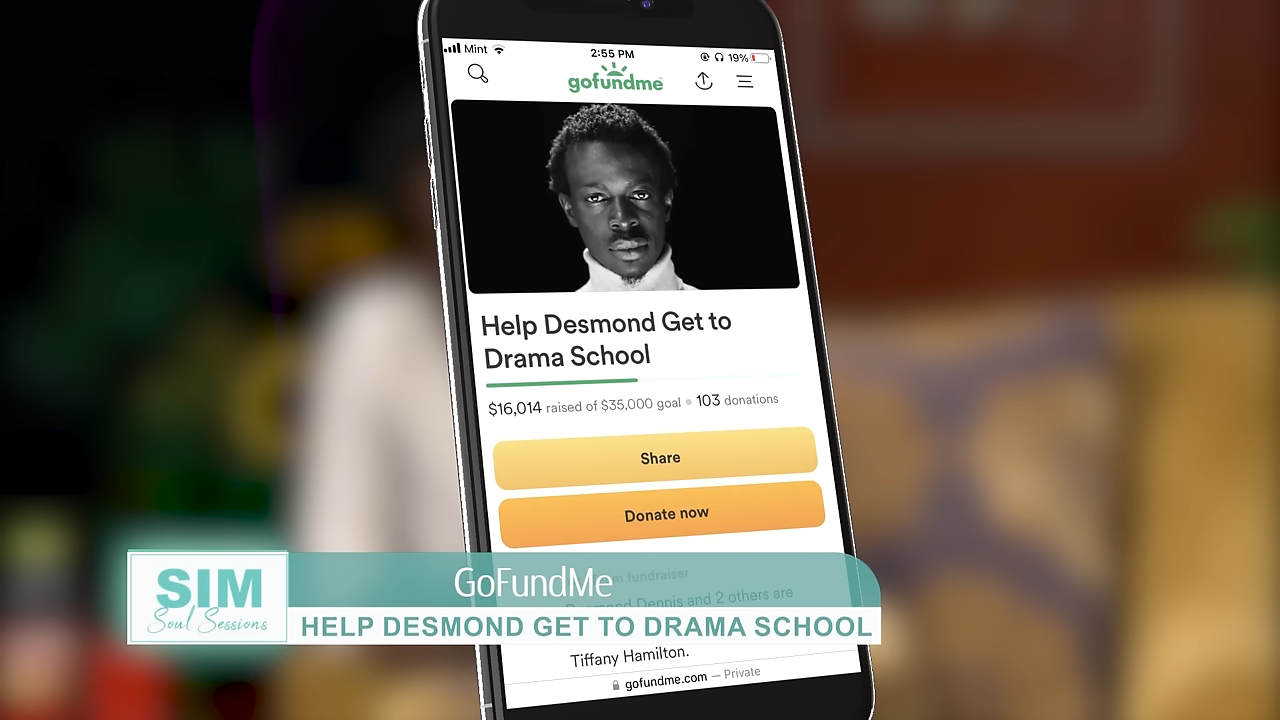 Mint
2:55 PM
19%
gofundme
Help Desmond Get to
Drama School
$16,014 raised of $35,000 goal • 103 donations
Share
Donate now
fundraiser
Dennis and 2 others are
Tiffany Hamilton.
gofundme.com — Private
SIM
Soul Sessions
GoFundMe
HELP DESMOND GET TO DRAMA SCHOOL